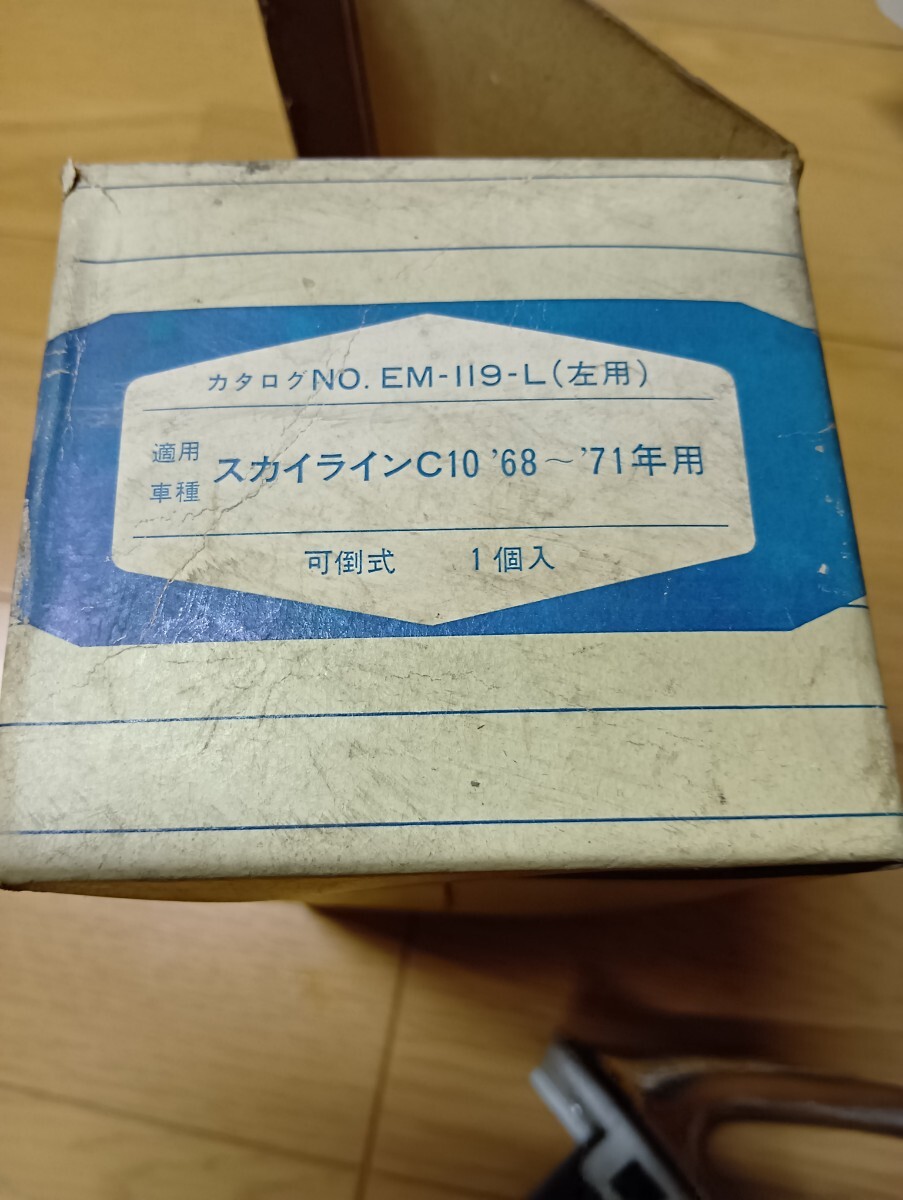 カタログNO. EM-119-L(左用)
適用車種 スカイラインC10 '68～'71年用
可倒式 1個入